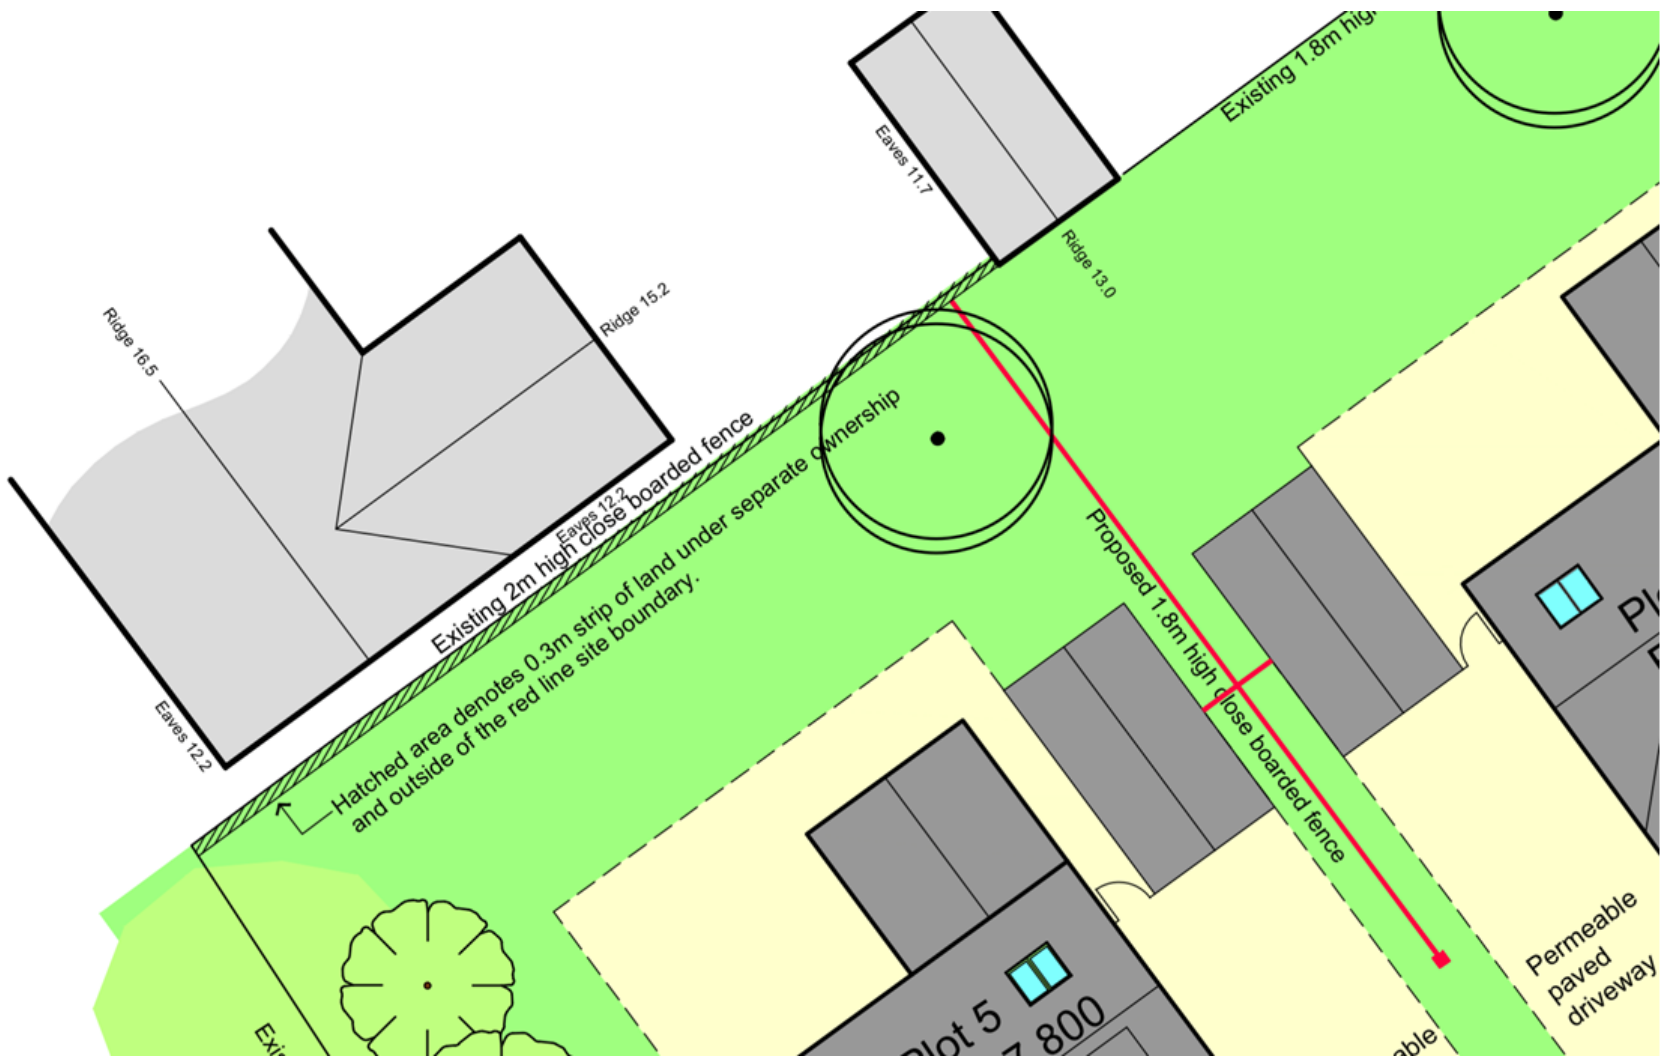 Existing 1.8m high
Eaves 11.7
Ridge 13.0
Ridge 15.2
Ridge 16.5
Eaves 12.2
Existing 2m high close boarded fence
Eaves 12.2
Hatched area denotes 0.3m strip of land under separate ownership
and outside of the red line site boundary.
Proposed 1.8m high close boarded fence
Permeable
paved
driveway
Plot 5
7.800